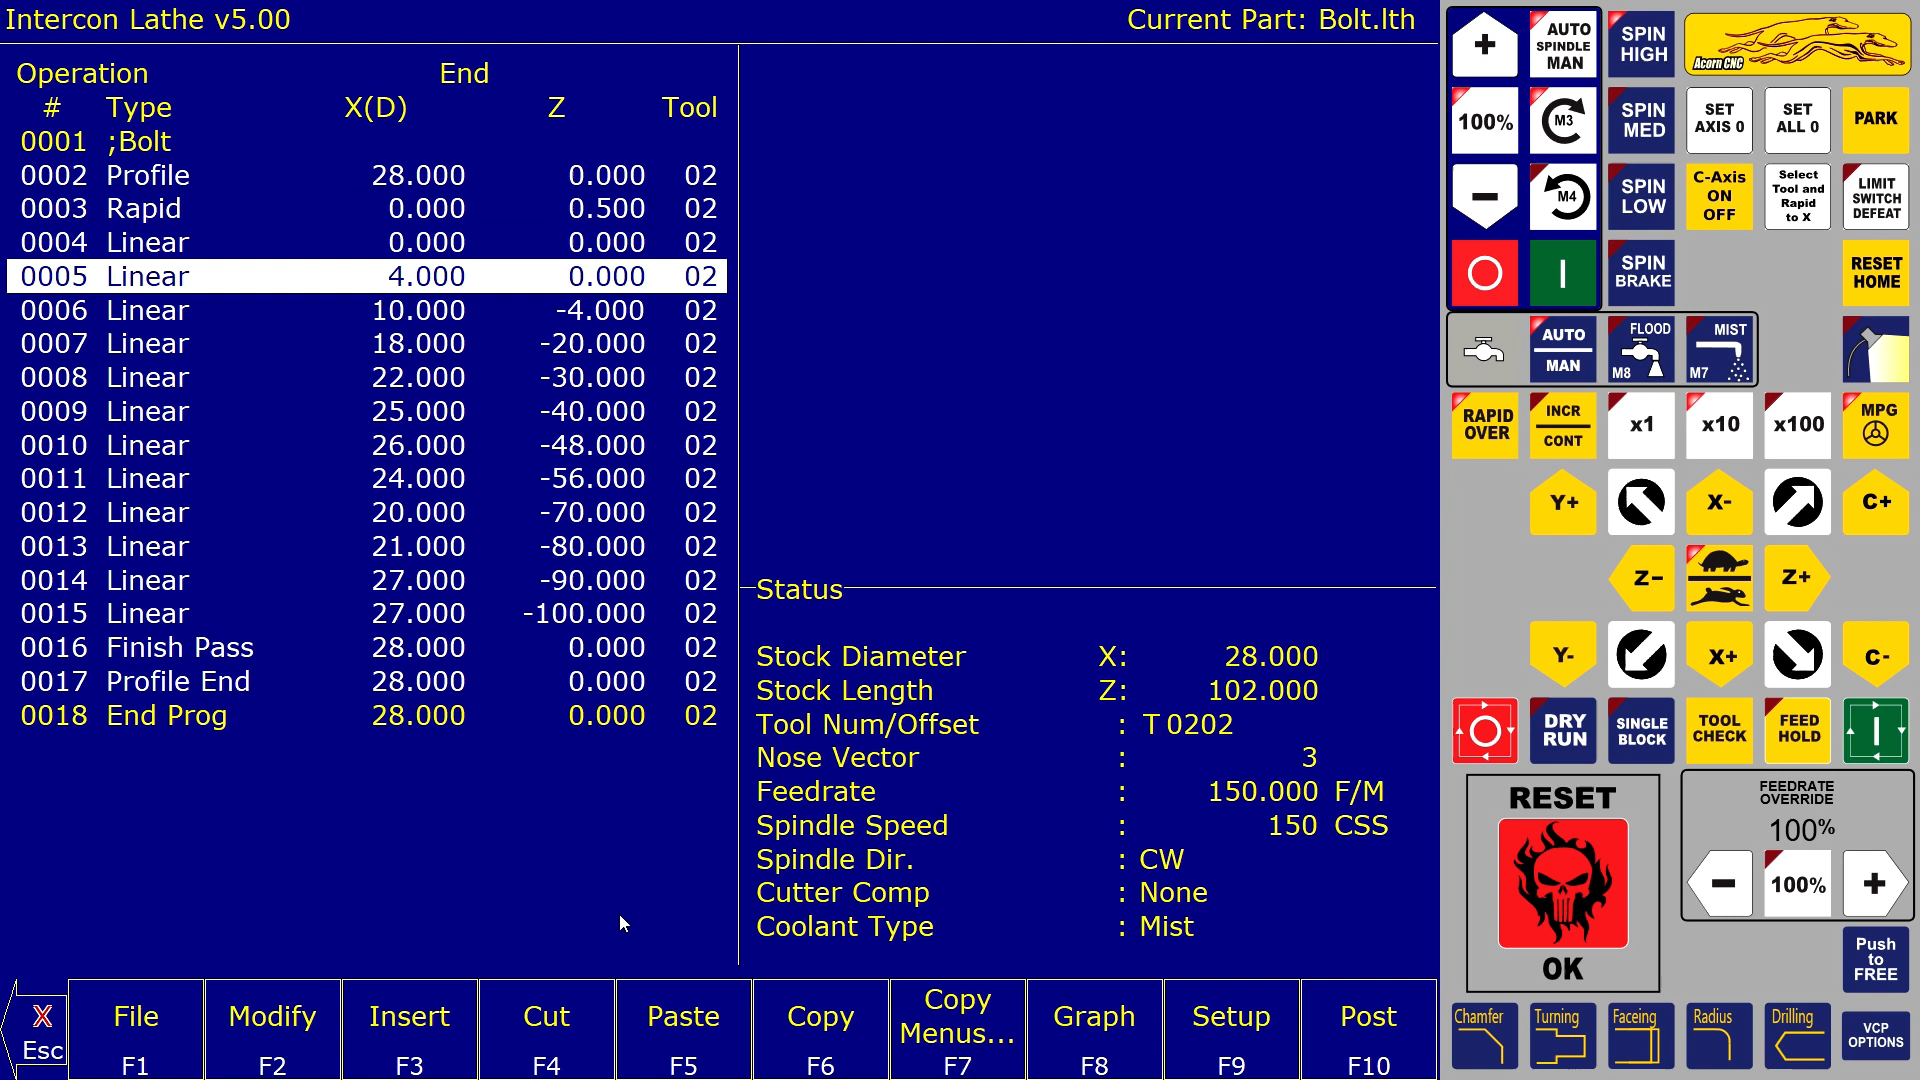 Intercon Lathe v5.00
Current Part: Bolt.lth
Operation End
# Type X(D) Z Tool
0001 ;Bolt
0002 Profile 28.000 0.000 02
0003 Rapid 0.000 0.500 02
0004 Linear 0.000 0.000 02
0005 Linear 4.000 0.000 02
0006 Linear 10.000 -4.000 02
0007 Linear 18.000 -20.000 02
0008 Linear 22.000 -30.000 02
0009 Linear 25.000 -40.000 02
0010 Linear 26.000 -48.000 02
0011 Linear 24.000 -56.000 02
0012 Linear 20.000 -70.000 02
0013 Linear 21.000 -80.000 02
0014 Linear 27.000 -90.000 02
0015 Linear 27.000 -100.000 02
0016 Finish Pass 28.000 0.000 02
0017 Profile End 28.000 0.000 02
0018 End Prog 28.000 0.000 02
Status
Stock Diameter X: 28.000
Stock Length Z: 102.000
Tool Num/Offset : T 0202
Nose Vector : 3
Feedrate : 150.000 F/M
Spindle Speed : 150 CSS
Spindle Dir. : CW
Cutter Comp : None
Coolant Type : Mist
X
Esc
File
F1
Modify
F2
Insert
F3
Cut
F4
Paste
F5
Copy
F6
Copy
Menus...
F7
Graph
F8
Setup
F9
Post
F10
+
AUTO
SPINDLE
MAN
SPIN
HIGH
Acorn CNC
100%
M3
SPIN
MED
SET
AXIS 0
SET
ALL 0
PARK
−
M4
SPIN
LOW
C-Axis
ON
OFF
Select
Tool and
Rapid
to X
LIMIT
SWITCH
DEFEAT
SPIN
BRAKE
RESET
HOME
AUTO
MAN
FLOOD
M8
MIST
M7
RAPID
OVER
INCR
CONT
x1
x10
x100
MPG
Y+
X-
C+
Z−
Z+
Y-
X+
C-
DRY
RUN
SINGLE
BLOCK
TOOL
CHECK
FEED
HOLD
RESET
OK
FEEDRATE
OVERRIDE
100%
−
100%
+
Push
to
FREE
Chamfer
Turning
Faceing
Radius
Drilling
VCP
OPTIONS